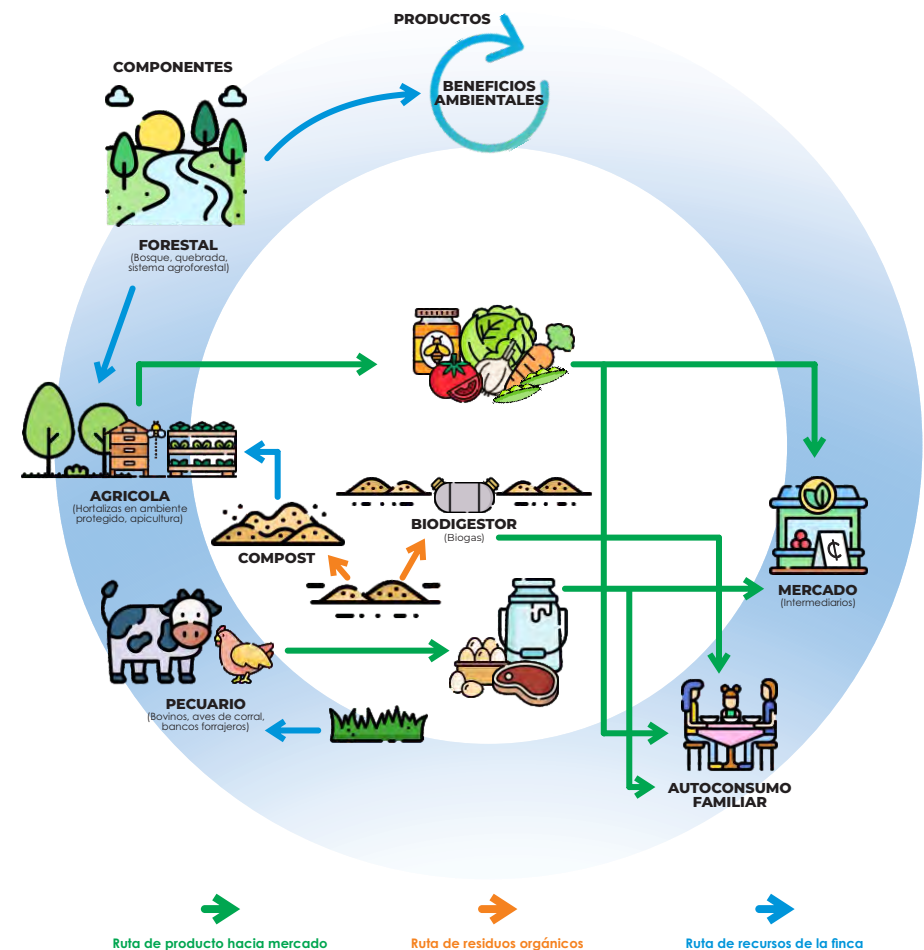 PRODUCTOS
BENEFICIOS
AMBIENTALES
COMPONENTES
FORESTAL
(Bosque, quebrada,
sistema agroforestal)
AGRICOLA
(Hortalizas en ambiente
protegido, apicultura)
COMPOST
BIODIGESTOR
(Biogas)
₵
MERCADO
(Intermediarios)
PECUARIO
(Bovinos, aves de corral,
bancos forrajeros)
AUTOCONSUMO
FAMILIAR
Ruta de producto hacia mercado
Ruta de residuos orgánicos
Ruta de recursos de la finca